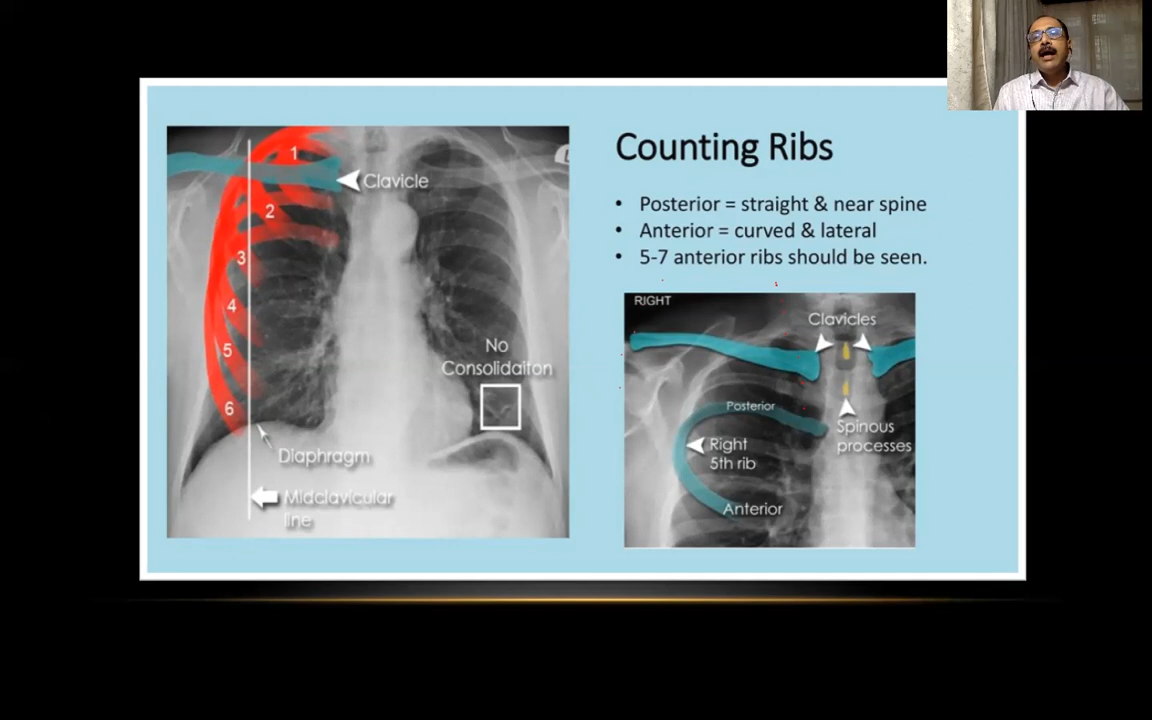 1
Clavicle
2
3
4
5
6
No
Consolidaiton
Diaphragm
Midclavicular
line
Counting Ribs
• Posterior = straight & near spine
• Anterior = curved & lateral
• 5-7 anterior ribs should be seen.
RIGHT
Clavicles
Posterior
Spinous
processes
Right
5th rib
Anterior